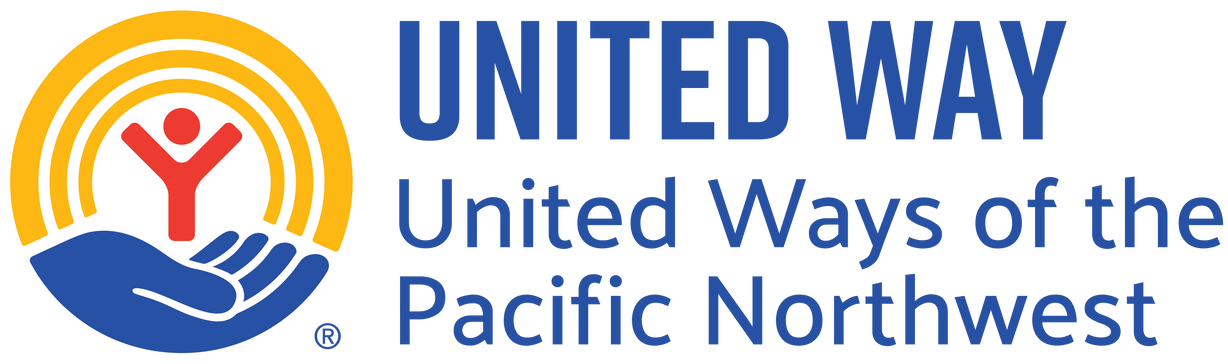 UNITED WAY
United Ways of the
Pacific Northwest
®